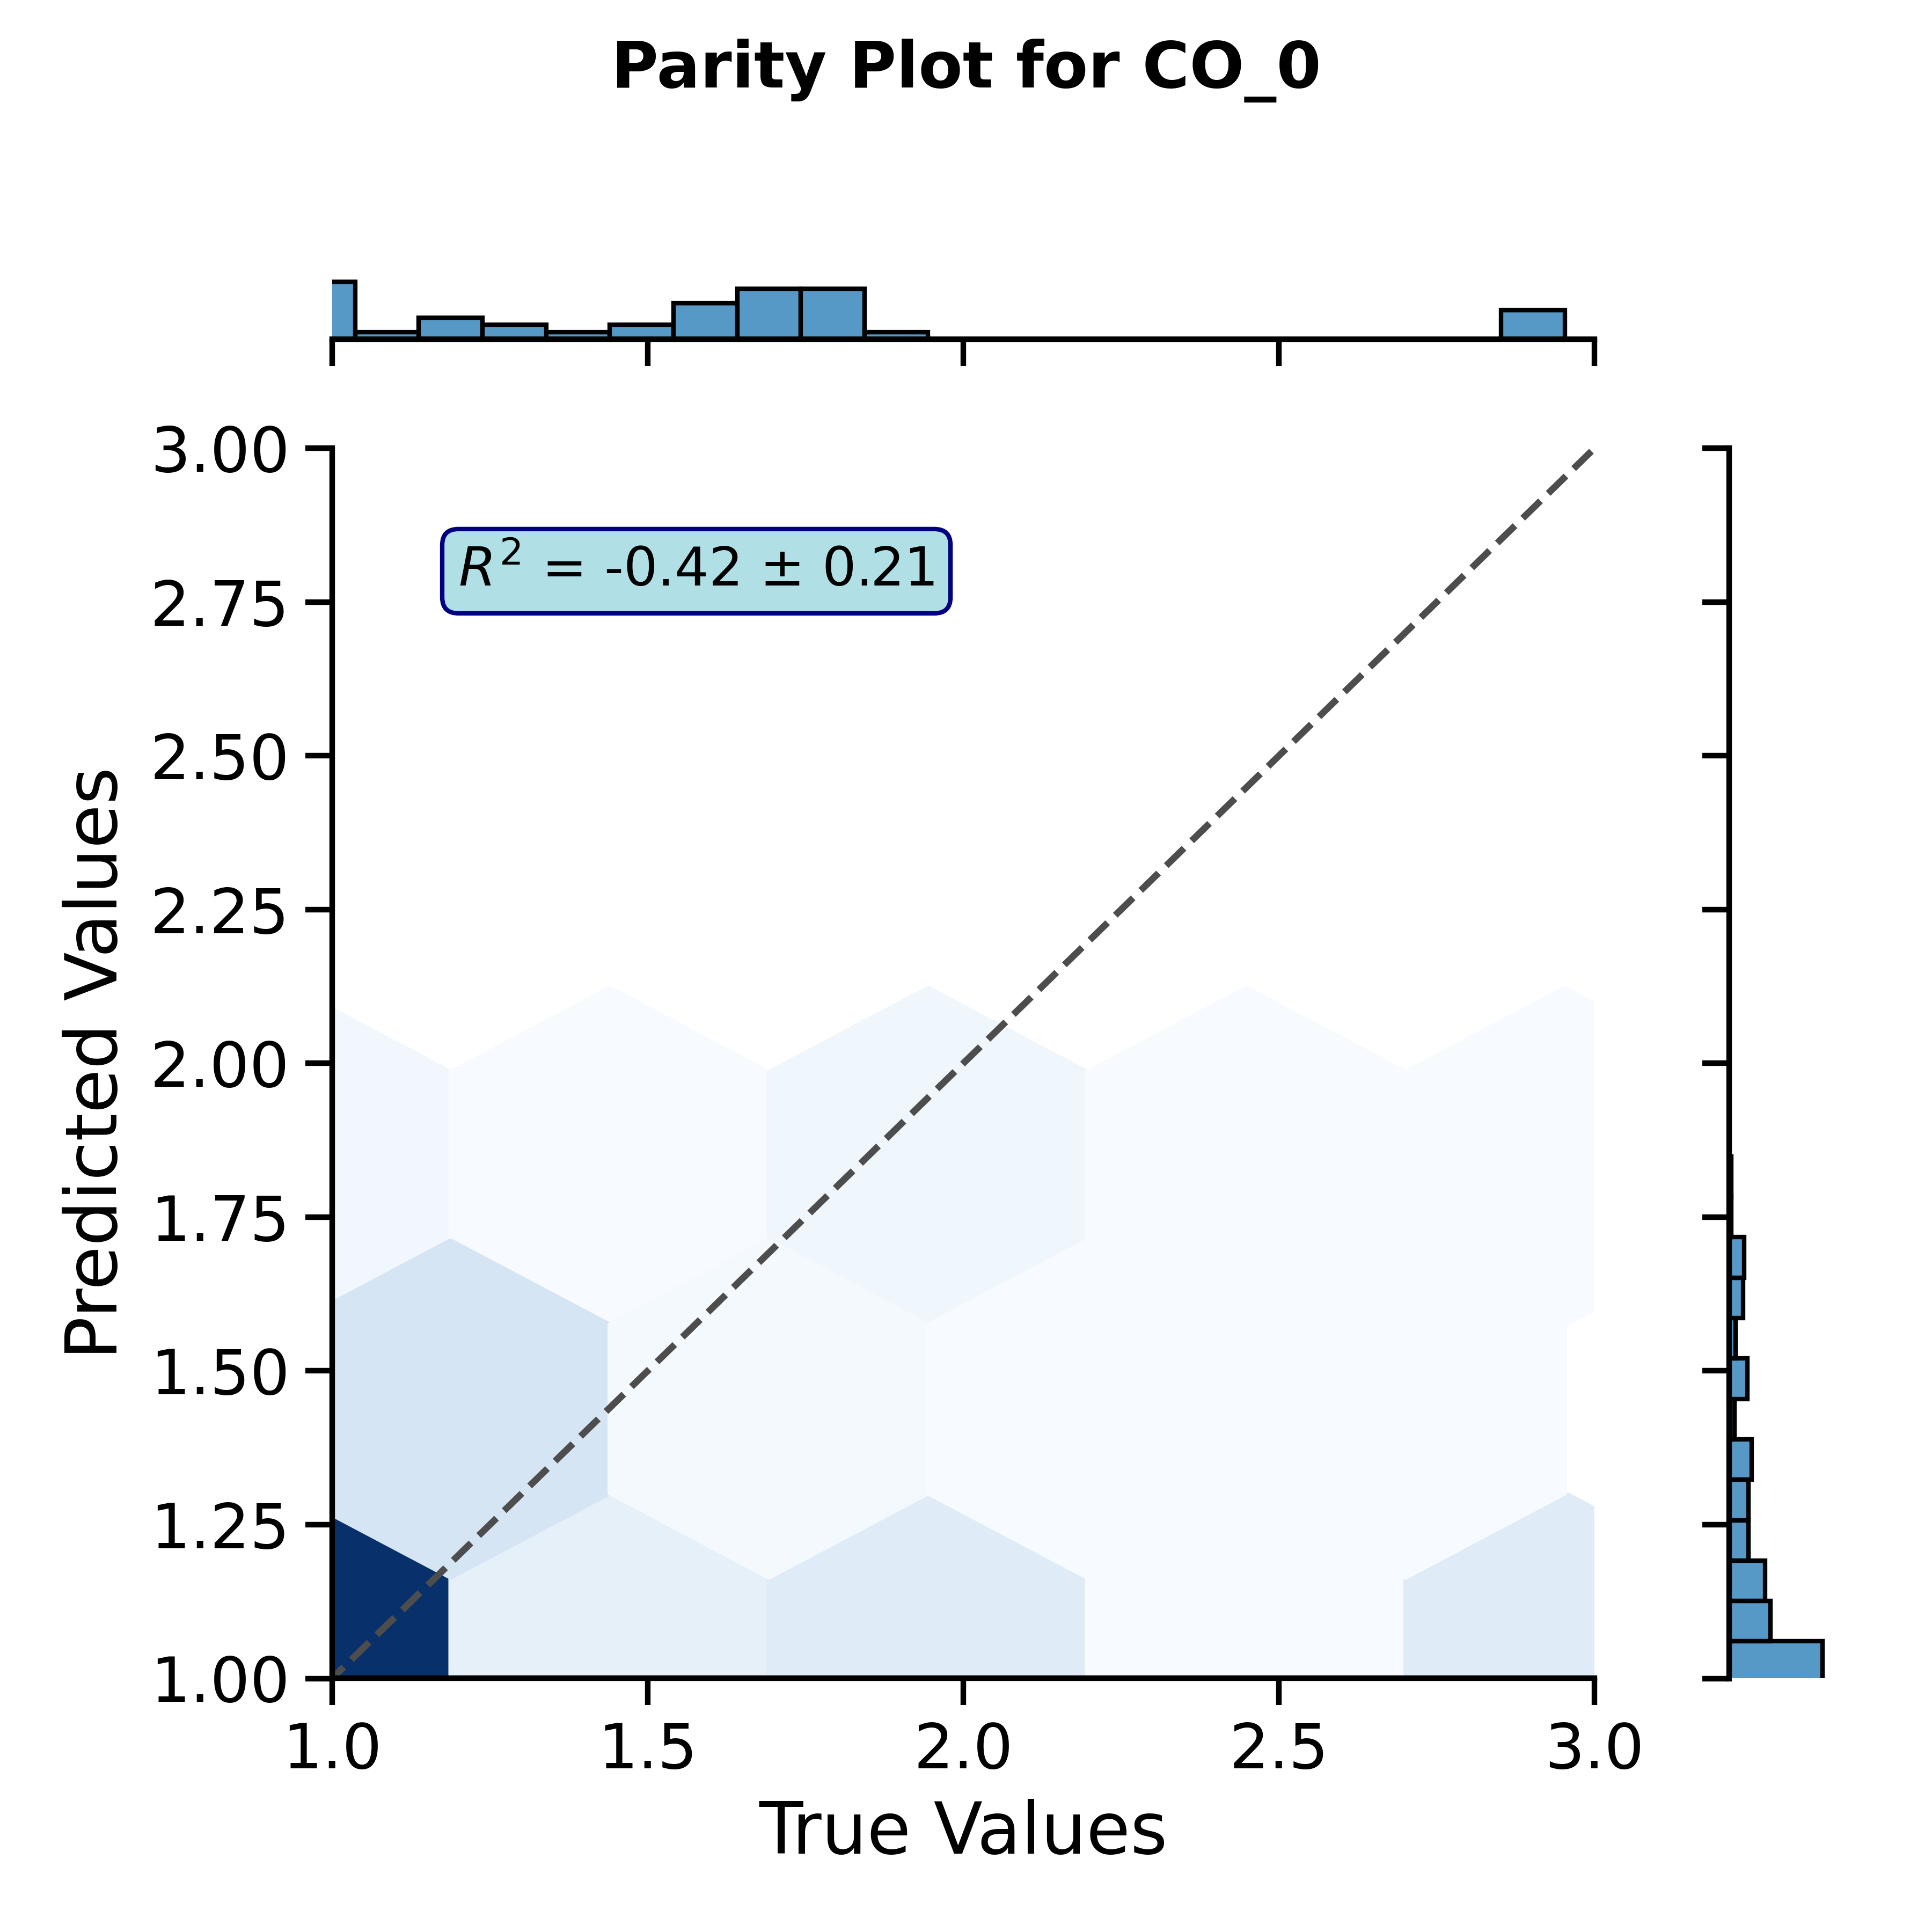 Parity Plot for CO_0
R² = -0.42 ± 0.21
Predicted Values
3.00
2.75
2.50
2.25
2.00
1.75
1.50
1.25
1.00
1.0 1.5 2.0 2.5 3.0
True Values